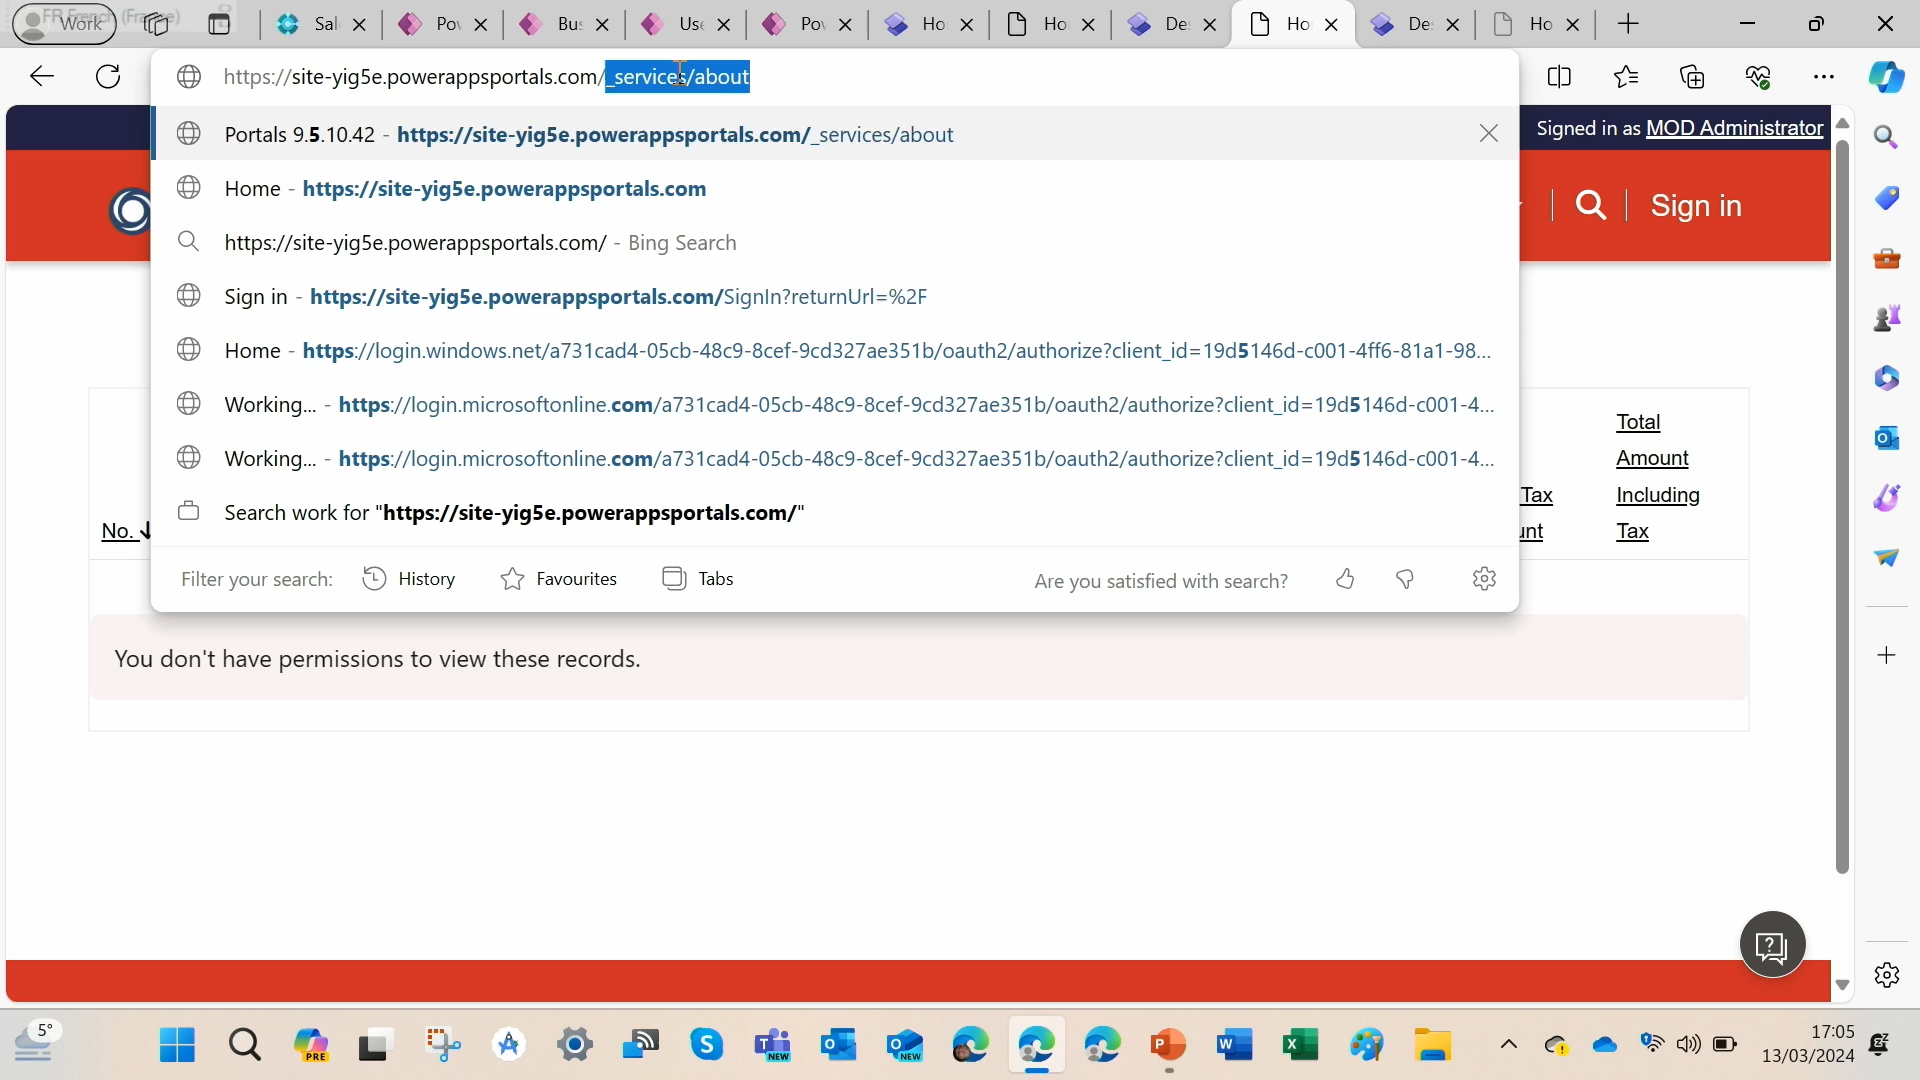 Work
Sal
Pov
Bus
Use
Pov
Ho
Ho
De
Ho
De
Ho
https://site-yig5e.powerappsportals.com/_services/about
Portals 9.5.10.42 - https://site-yig5e.powerappsportals.com/_services/about
Signed in as MOD Administrator
Home - https://site-yig5e.powerappsportals.com
Sign in
https://site-yig5e.powerappsportals.com/ - Bing Search
Sign in - https://site-yig5e.powerappsportals.com/SignIn?returnUrl=%2F
Home - https://login.windows.net/a731cad4-05cb-48c9-8cef-9cd327ae351b/oauth2/authorize?client_id=19d5146d-c001-4ff6-81a1-98...
Working... - https://login.microsoftonline.com/a731cad4-05cb-48c9-8cef-9cd327ae351b/oauth2/authorize?client_id=19d5146d-c001-4...
Working... - https://login.microsoftonline.com/a731cad4-05cb-48c9-8cef-9cd327ae351b/oauth2/authorize?client_id=19d5146d-c001-4...
Search work for "https://site-yig5e.powerappsportals.com/"
Total
Amount
Including
Tax
Tax
unt
No.
Filter your search: History Favourites Tabs Are you satisfied with search?
You don't have permissions to view these records.
5°
PRE
NEW
NEW
17:05
13/03/2024